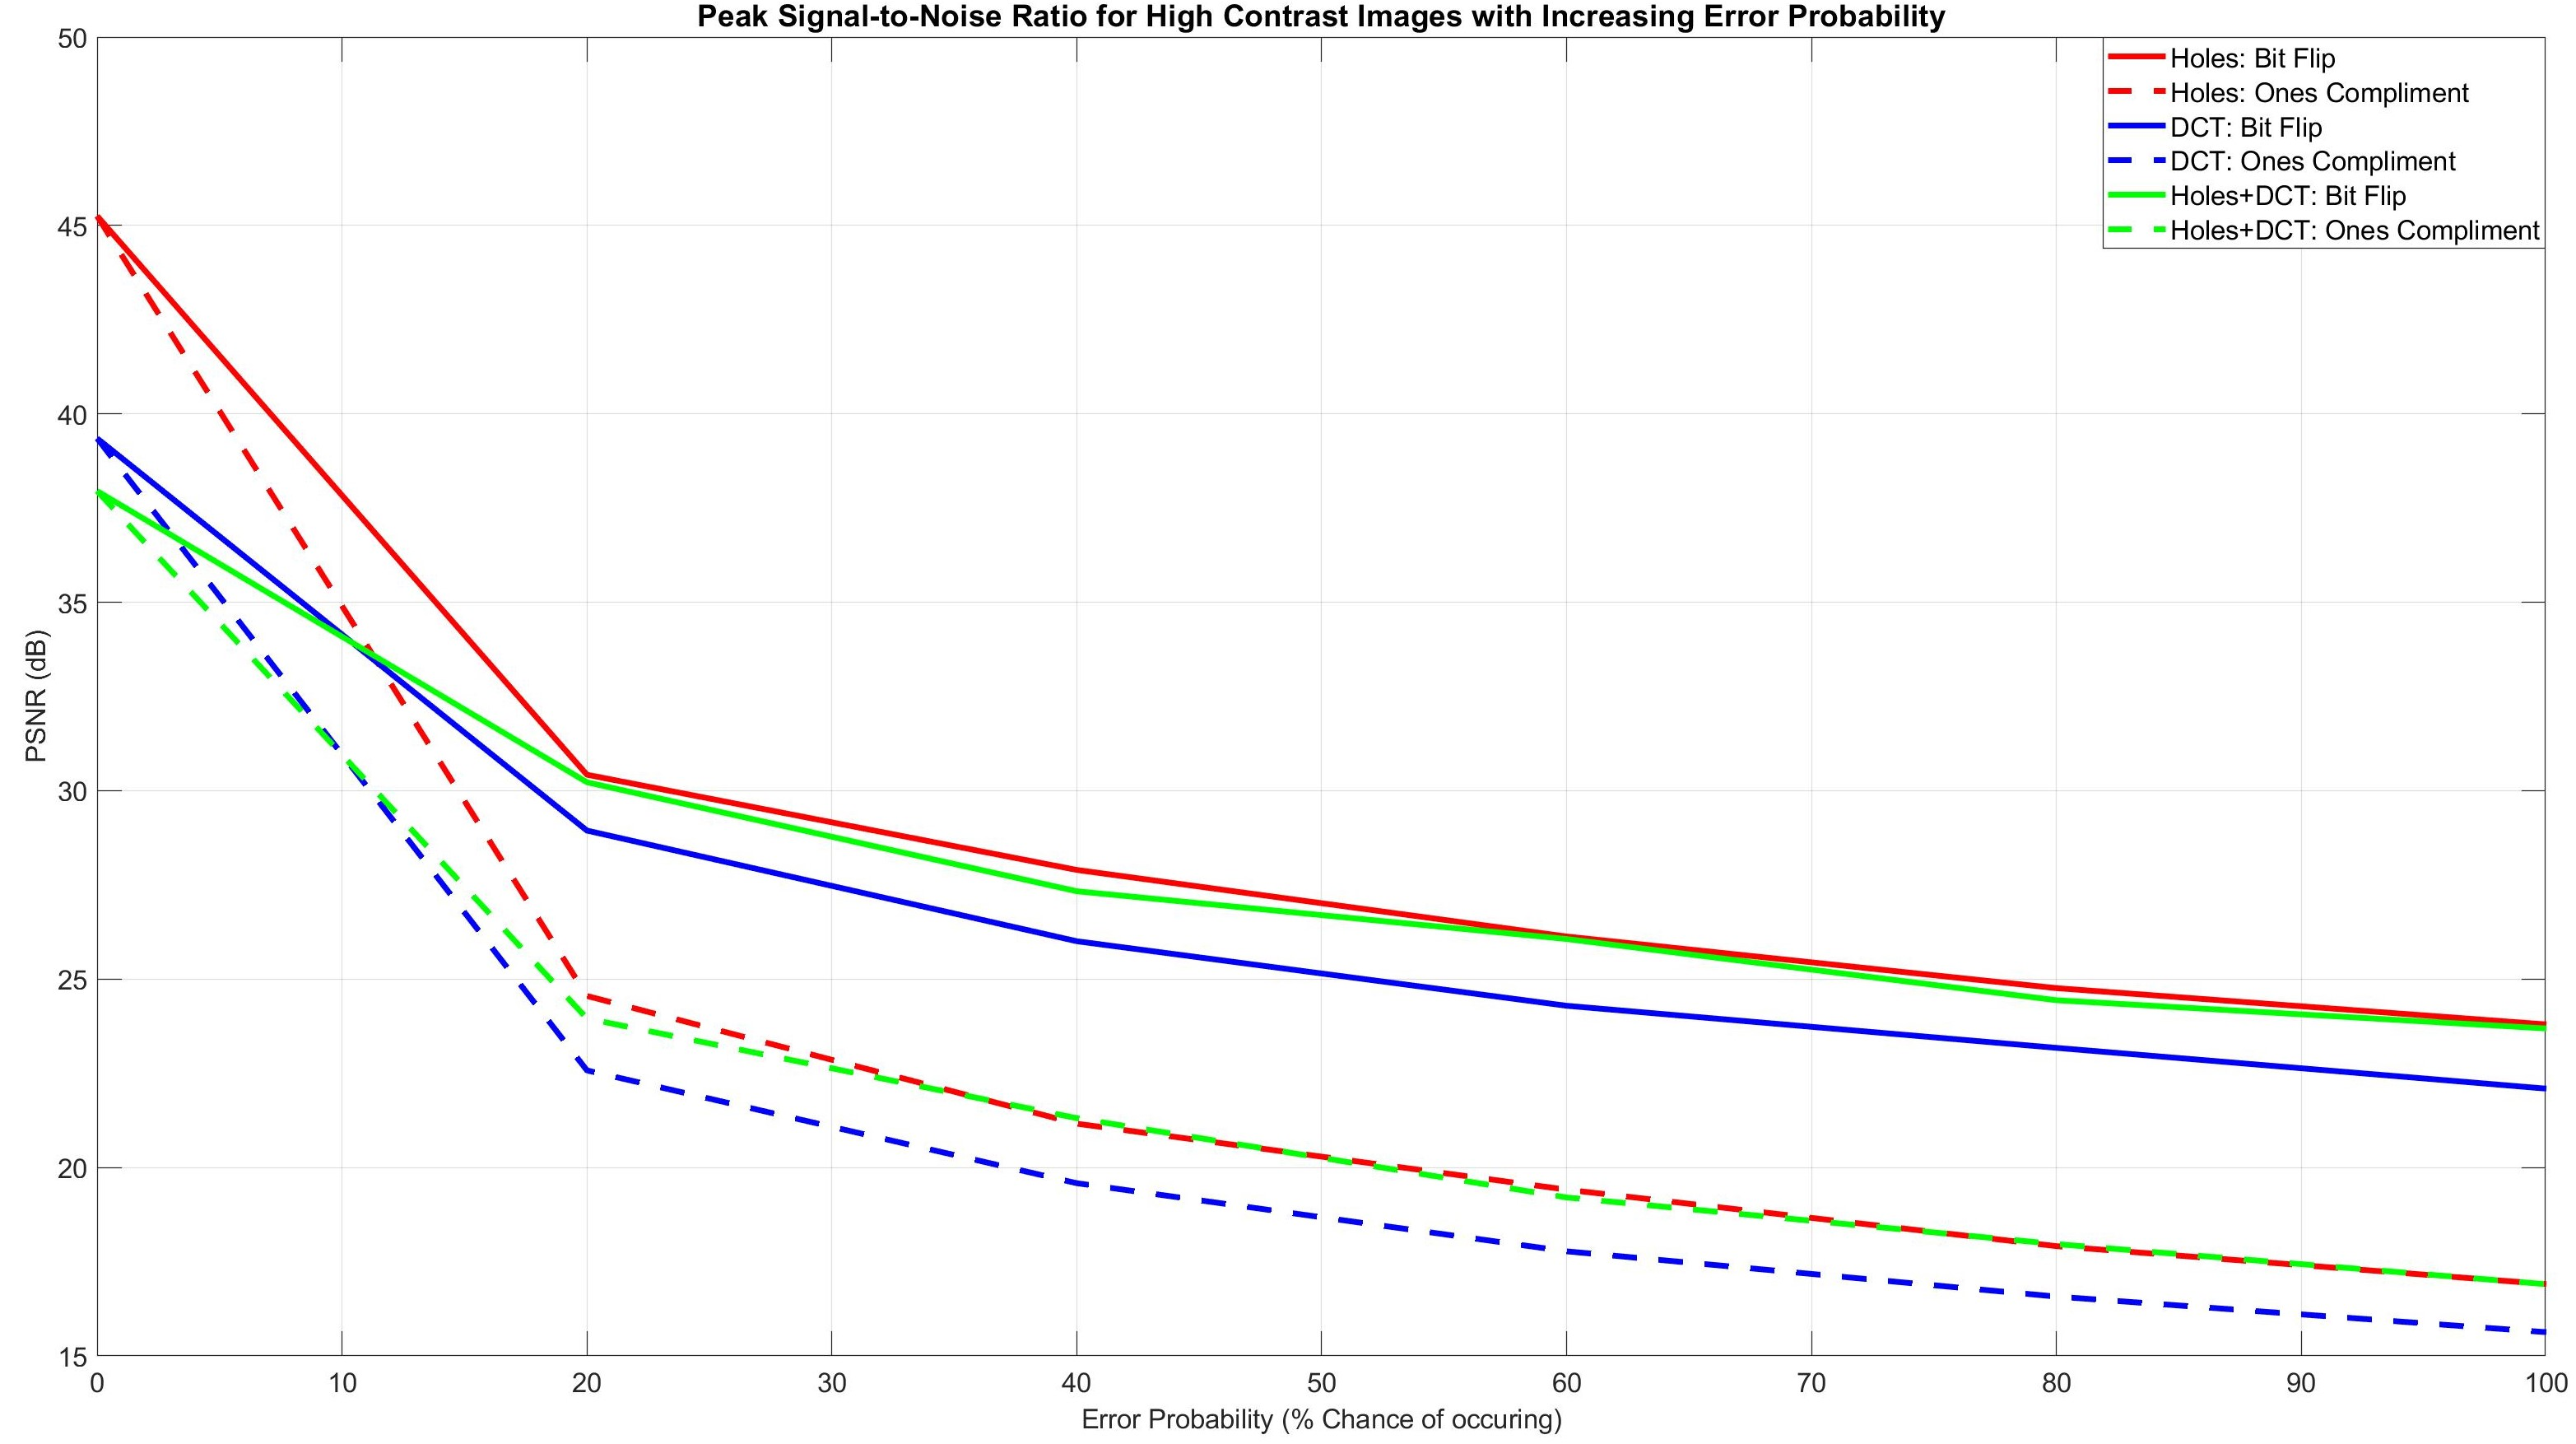 Peak Signal-to-Noise Ratio for High Contrast Images with Increasing Error Probability
50
45
40
35
30
25
20
15
PSNR (dB)
Holes: Bit Flip
Holes: Ones Compliment
DCT: Bit Flip
DCT: Ones Compliment
Holes+DCT: Bit Flip
Holes+DCT: Ones Compliment
0 10 20 30 40 50 60 70 80 90 100
Error Probability (% Chance of occuring)